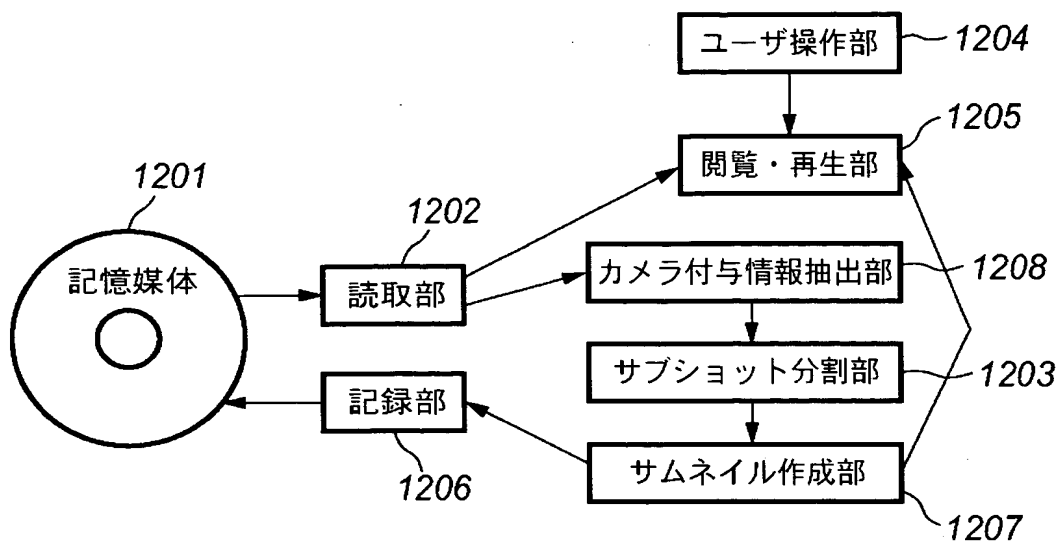 ユーザ操作部
1204
閲覧・再生部
1205
1201
記憶媒体
1202
読取部
カメラ付与情報抽出部
1208
サブショット分割部
1203
記録部
1206
サムネイル作成部
1207